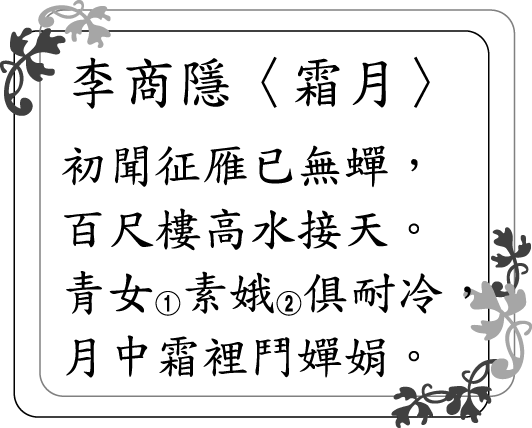 李商隱〈霜月〉
初聞征雁已無蟬，
百尺樓高水接天。
青女①素娥②俱耐冷，
月中霜裡鬥嬋娟。